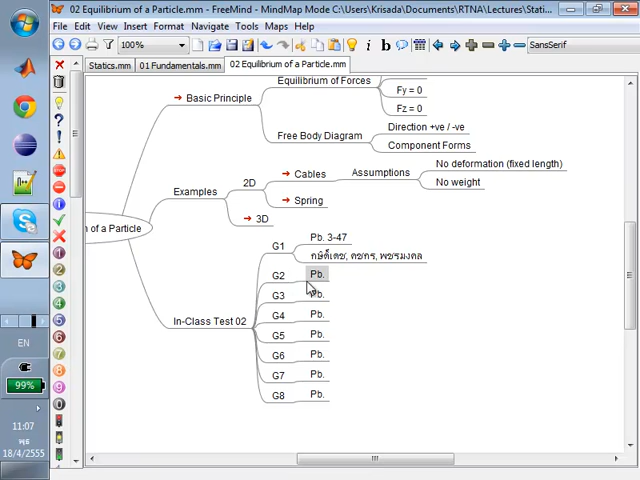 02 Equilibrium of a Particle.mm - FreeMind - MindMap Mode C:\Users\Krisada\Documents\RTNA\Lectures\Stati...
File Edit View Insert Format Navigate Tools Maps Help
100%
SansSerif
Statics.mm
01 Fundamentals.mm
02 Equilibrium of a Particle.mm
Equilibrium of Forces
Fy = 0
Fz = 0
Basic Principle
Free Body Diagram
Direction +ve / -ve
Component Forms
n of a Particle
Examples
2D
Cables
Assumptions
No deformation (fixed length)
No weight
Spring
3D
In-Class Test 02
G1
Pb. 3-47
G2
Pb.
G3
Pb.
G4
Pb.
G5
Pb.
G6
Pb.
G7
Pb.
G8
Pb.
EN
99%
11:07
พุธ
18/4/2555